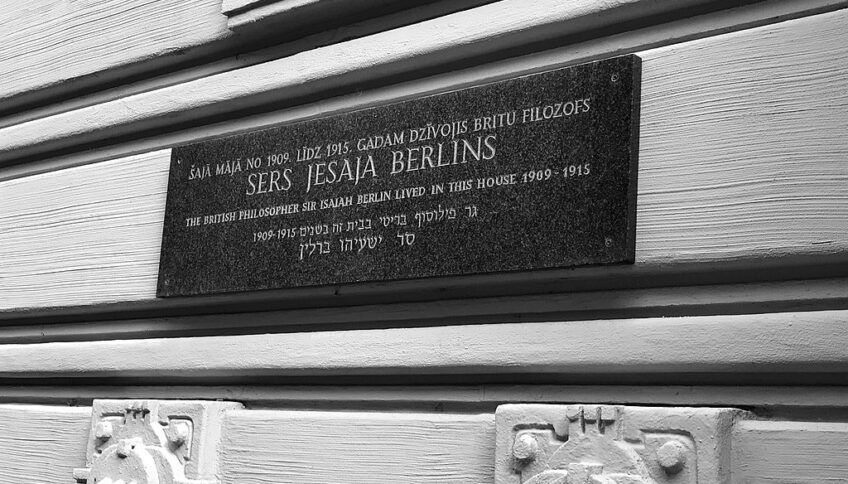 ŠAJĀ MĀJĀ NO 1909. LĪDZ 1915. GADAM DZĪVOJIS BRITU FILOZOFS
SERS JESAJA BERLINS
THE BRITISH PHILOSOPHER SIR ISAIAH BERLIN LIVED IN THIS HOUSE 1909 - 1915
גר פילוסוף בריטי בבית זה בשנים 1909-1915
סר ישעיהו ברלין